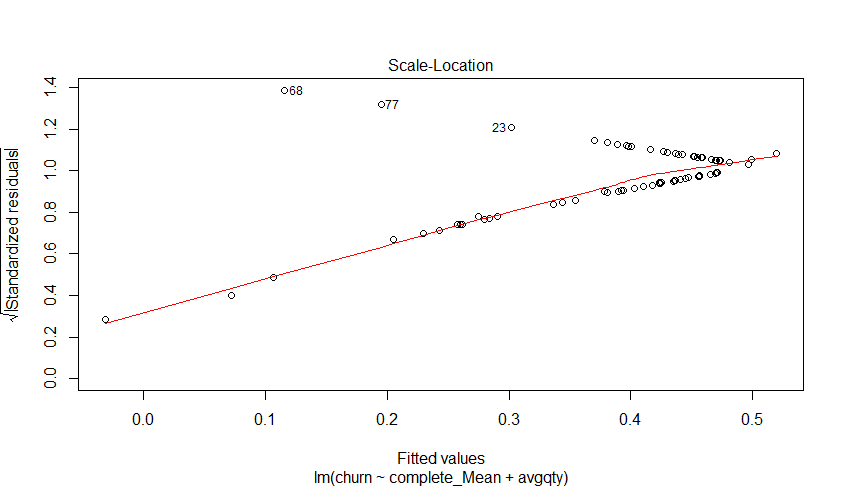 Scale-Location
√|Standardized residuals|
1.4
1.2
1.0
0.8
0.6
0.4
0.2
0.0
68
77
23
0.0 0.1 0.2 0.3 0.4 0.5
Fitted values
lm(churn ~ complete_Mean + avgqty)